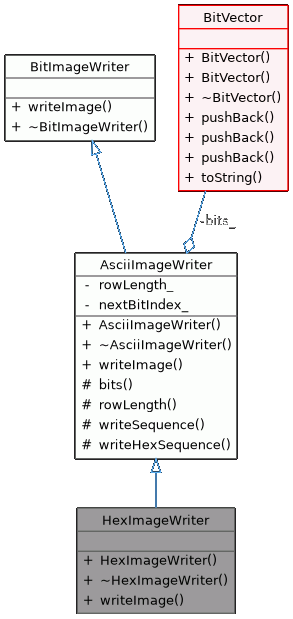 BitVector
+ BitVector()
+ BitVector()
+ ~BitVector()
+ pushBack()
+ pushBack()
+ pushBack()
+ toString()
BitImageWriter
+ writeImage()
+ ~BitImageWriter()
-bits_
AsciiImageWriter
- rowLength_
- nextBitIndex_
+ AsciiImageWriter()
+ ~AsciiImageWriter()
+ writeImage()
# bits()
# rowLength()
# writeSequence()
# writeHexSequence()
HexImageWriter
+ HexImageWriter()
+ ~HexImageWriter()
+ writeImage()